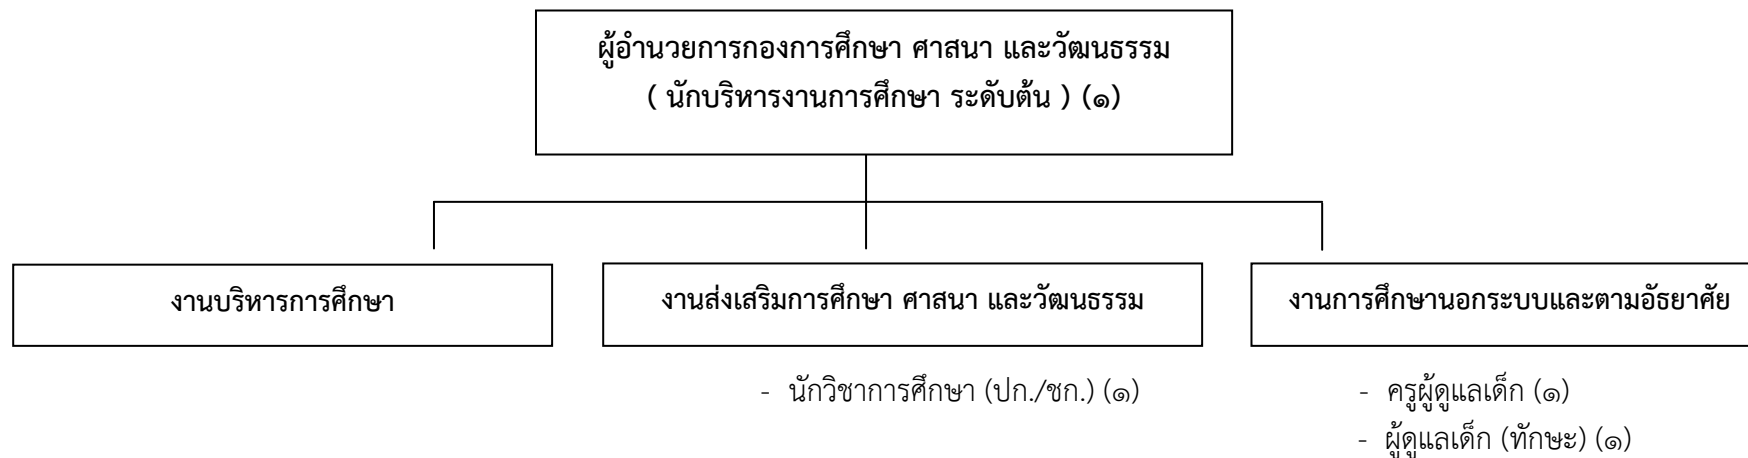 ผู้อำนวยการกองการศึกษา ศาสนา และวัฒนธรรม
( นักบริหารงานการศึกษา ระดับต้น ) (๑)
งานบริหารการศึกษา
งานส่งเสริมการศึกษา ศาสนา และวัฒนธรรม
งานการศึกษานอกระบบและตามอัธยาศัย
- นักวิชาการศึกษา (ปก./ชก.) (๑)
- ครูผู้ดูแลเด็ก (๑)
- ผู้ดูแลเด็ก (ทักษะ) (๑)